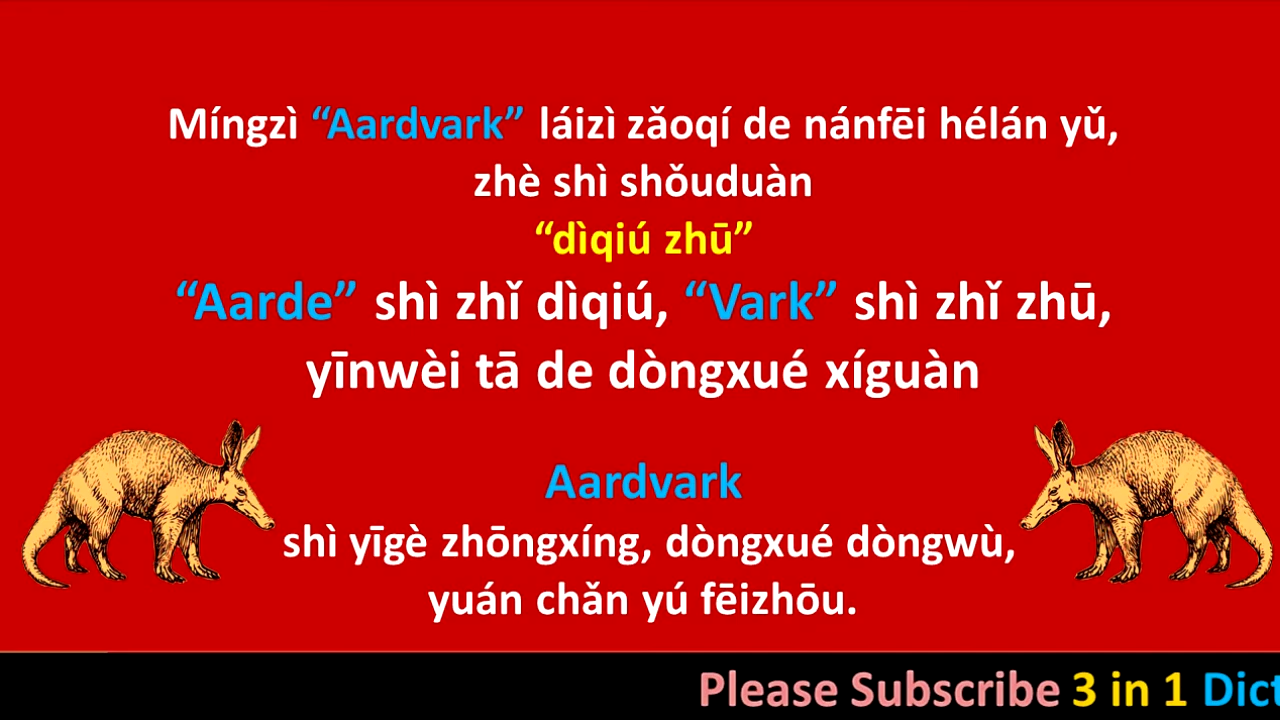 Míngzì “Aardvark” láizì zǎoqí de nánfēi hélán yǔ,
zhè shì shǒuduàn
“dìqiú zhū”
“Aarde” shì zhǐ dìqiú, “Vark” shì zhǐ zhū,
yīnwèi tā de dòngxué xíguàn
Aardvark
shì yīgè zhōngxíng, dòngxué dòngwù,
yuán chǎn yú fēizhōu.
Please Subscribe 3 in 1 Dict